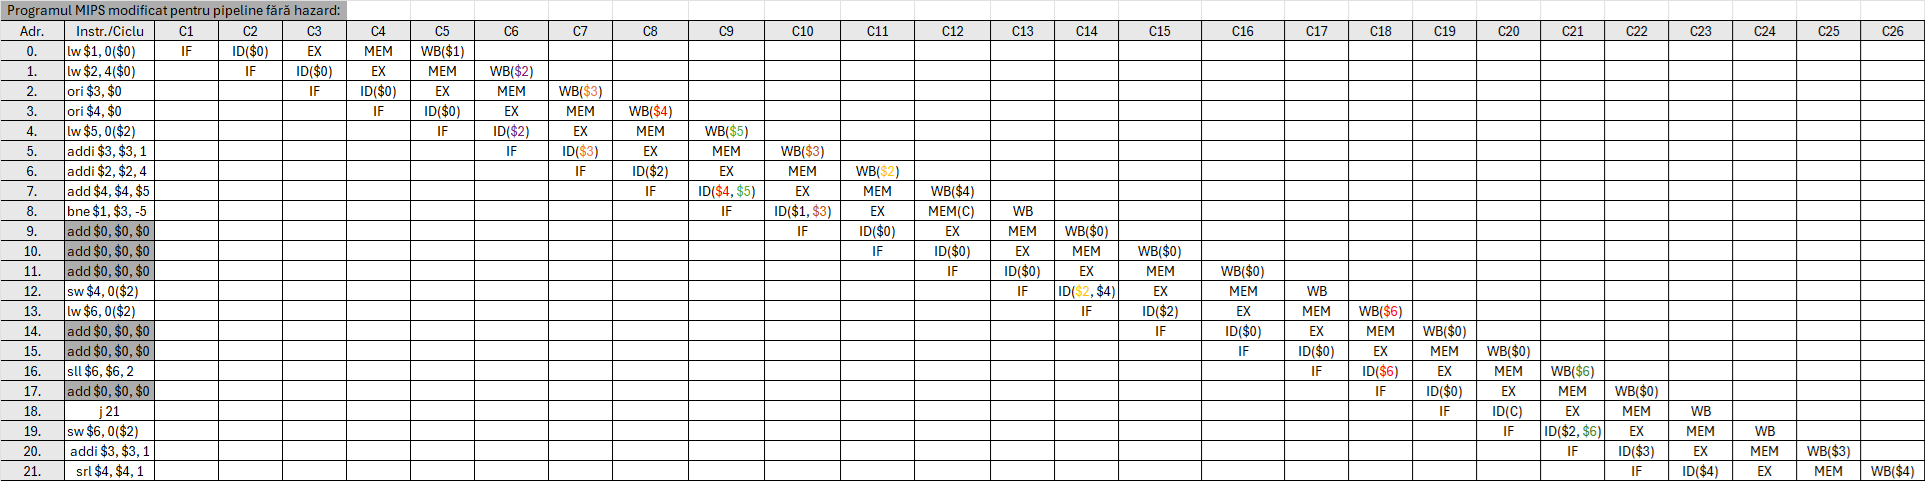 Programul MIPS modificat pentru pipeline fără hazard:
Adr. Instr./Ciclu C1 C2 C3 C4 C5 C6 C7 C8 C9 C10 C11 C12 C13 C14 C15 C16 C17 C18 C19 C20 C21 C22 C23 C24 C25 C26
0. lw $1, 0($0) IF ID($0) EX MEM WB($1)
1. lw $2, 4($0) IF ID($0) EX MEM WB($2)
2. ori $3, $0 IF ID($0) EX MEM WB($3)
3. ori $4, $0 IF ID($0) EX MEM WB($4)
4. lw $5, 0($2) IF ID($2) EX MEM WB($5)
5. addi $3, $3, 1 IF ID($3) EX MEM WB($3)
6. addi $2, $2, 4 IF ID($2) EX MEM WB($2)
7. add $4, $4, $5 IF ID($4, $5) EX MEM WB($4)
8. bne $1, $3, -5 IF ID($1, $3) EX MEM(C) WB
9. add $0, $0, $0 IF ID($0) EX MEM WB($0)
10. add $0, $0, $0 IF ID($0) EX MEM WB($0)
11. add $0, $0, $0 IF ID($0) EX MEM WB($0)
12. sw $4, 0($2) IF ID($2, $4) EX MEM WB
13. lw $6, 0($2) IF ID($2) EX MEM WB($6)
14. add $0, $0, $0 IF ID($0) EX MEM WB($0)
15. add $0, $0, $0 IF ID($0) EX MEM WB($0)
16. sll $6, $6, 2 IF ID($6) EX MEM WB($6)
17. add $0, $0, $0 IF ID($0) EX MEM WB($0)
18. j 21 IF ID(C) EX MEM WB
19. sw $6, 0($2) IF ID($2, $6) EX MEM WB
20. addi $3, $3, 1 IF ID($3) EX MEM WB($3)
21. srl $4, $4, 1 IF ID($4) EX MEM WB($4)